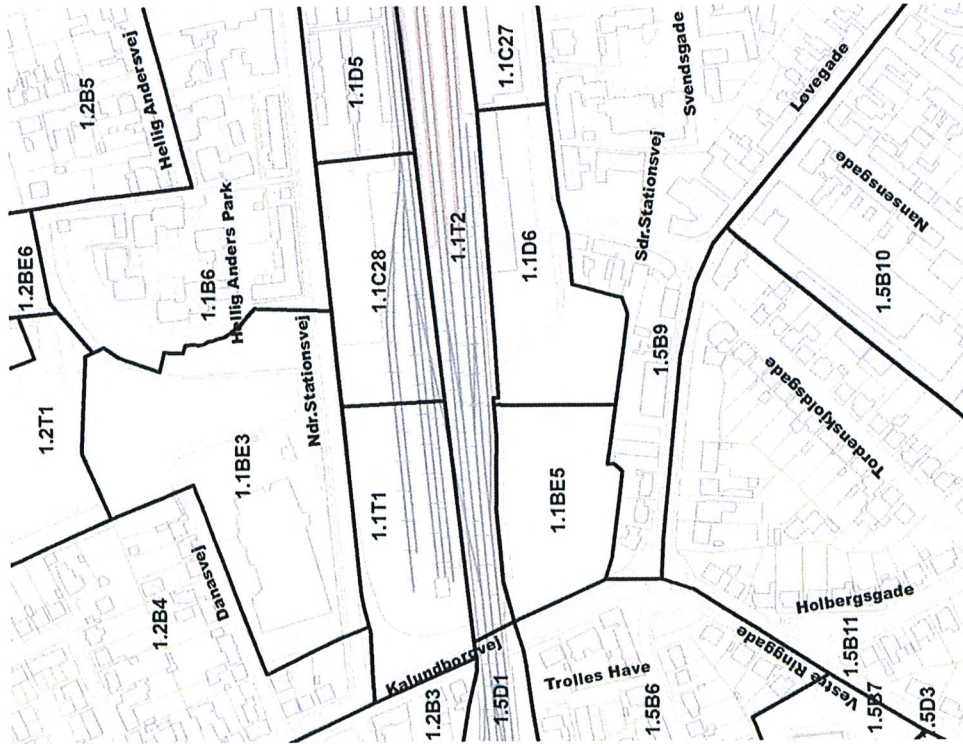 1.2B5
Hellig Andersvej
1.1D5
1.1C27
Svendsgade
Løvegade
Nansensgade
1.2BE6
1.1B6
Hellig Anders Park
1.1C28
1.1T2
1.1D6
Sdr.Stationsvej
1.5B9
1.5B10
1.2T1
1.1BE3
Ndr.Stationsvej
1.1T1
1.1BE5
Tordenskjoldsgade
1.2B4
Danasvej
Kalundborgvej
1.2B3
1.5D1
Trolles Have
1.5B6
Vestre Ringgade
Holbergsgade
1.5B11
1.5B7
1.5D3